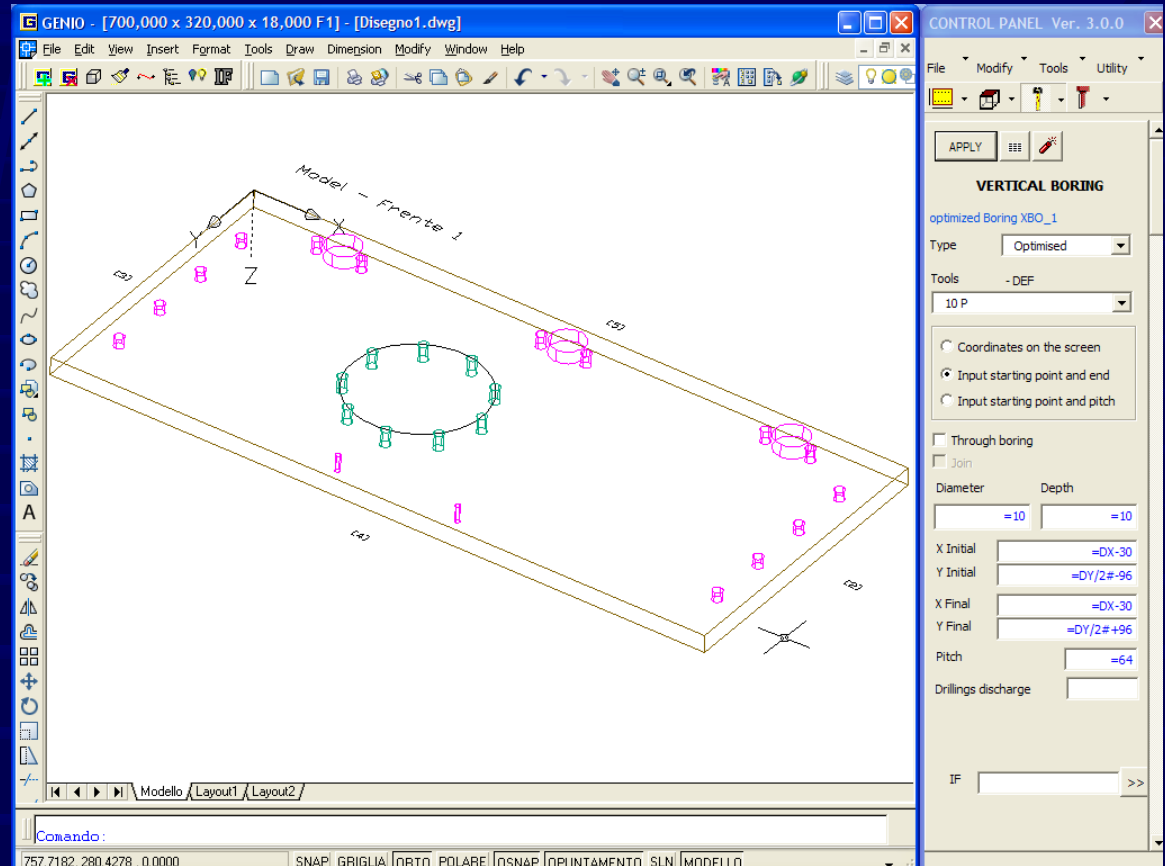 GENIO - [700,000 x 320,000 x 18,000 F1] - [Disegno1.dwg]
File Edit View Insert Format Tools Draw Dimension Modify Window Help
Model - Frente 1
X
Y
Z
[3]
[5]
[4]
[2]
A
Modello Layout1 Layout2
Comando:
757.7182, 280.4278 , 0.0000 SNAP GRIGLIA ORTO POLARE OSNAP OPUNTAMENTO SLN MODELLO
CONTROL PANEL Ver. 3.0.0
File Modify Tools Utility
APPLY
VERTICAL BORING
optimized Boring XBO_1
Type Optimised
Tools - DEF
10 P
Coordinates on the screen
Input starting point and end
Input starting point and pitch
Through boring
Join
Diameter Depth
=10 =10
X Initial =DX-30
Y Initial =DY/2#-96
X Final =DX-30
Y Final =DY/2#+96
Pitch =64
Drillings discharge
IF >>